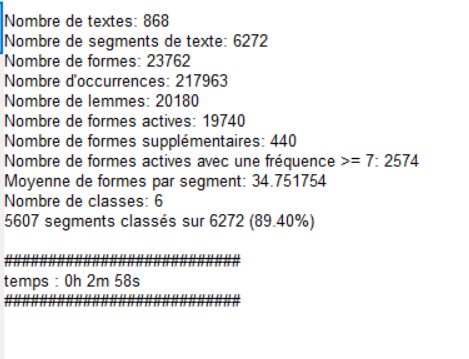 Nombre de textes: 868
Nombre de segments de texte: 6272
Nombre de formes: 23762
Nombre d'occurrences: 217963
Nombre de lemmes: 20180
Nombre de formes actives: 19740
Nombre de formes supplémentaires: 440
Nombre de formes actives avec une fréquence >= 7: 2574
Moyenne de formes par segment: 34.751754
Nombre de classes: 6
5607 segments classés sur 6272 (89.40%)
###########################
temps : 0h 2m 58s
###########################